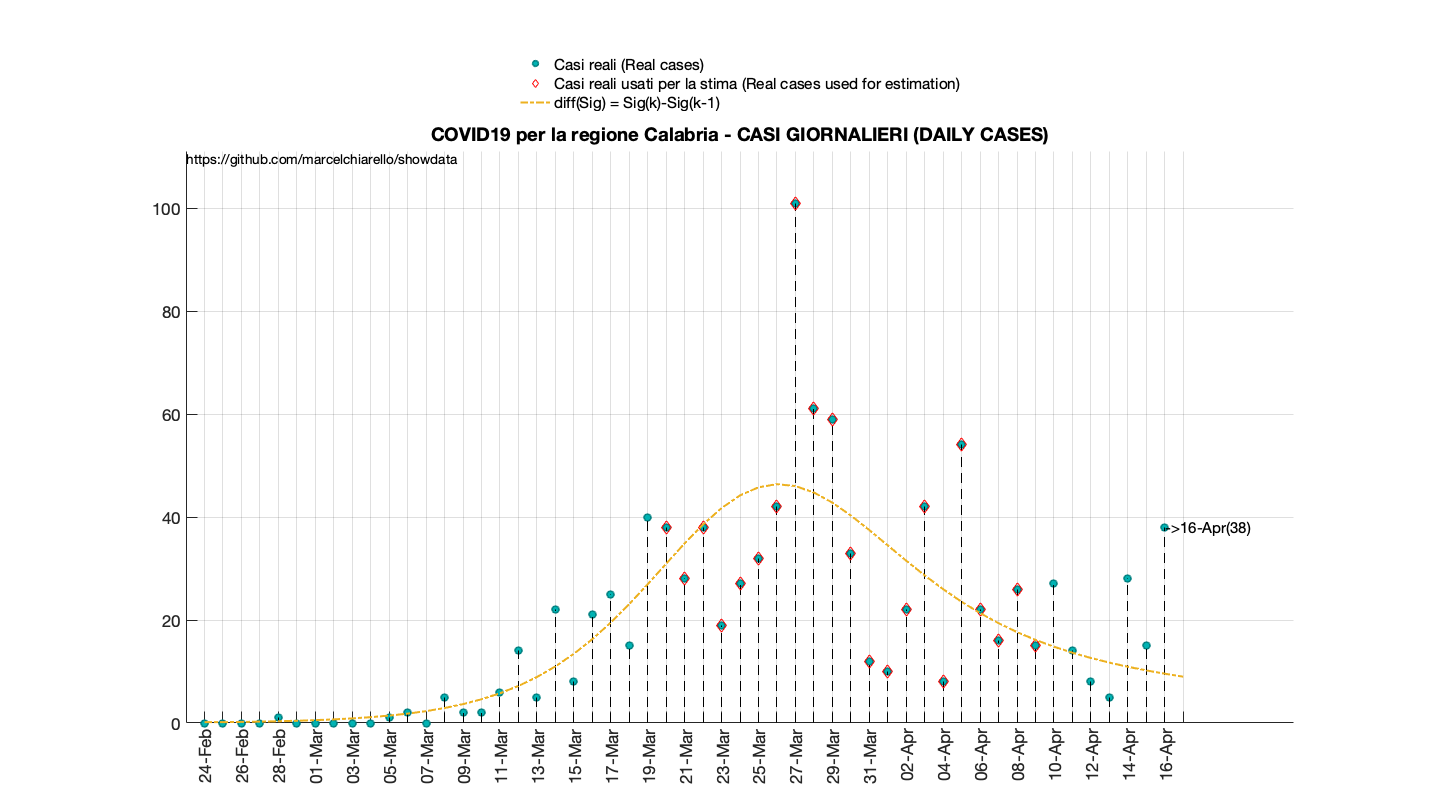 Casi reali (Real cases)
Casi reali usati per la stima (Real cases used for estimation)
diff(Sig) = Sig(k)-Sig(k-1)
COVID19 per la regione Calabria - CASI GIORNALIERI (DAILY CASES)
https://github.com/marcelchiarello/showdata
100
80
60
40
20
0
->16-Apr(38)
24-Feb
26-Feb
28-Feb
01-Mar
03-Mar
05-Mar
07-Mar
09-Mar
11-Mar
13-Mar
15-Mar
17-Mar
19-Mar
21-Mar
23-Mar
25-Mar
27-Mar
29-Mar
31-Mar
02-Apr
04-Apr
06-Apr
08-Apr
10-Apr
12-Apr
14-Apr
16-Apr